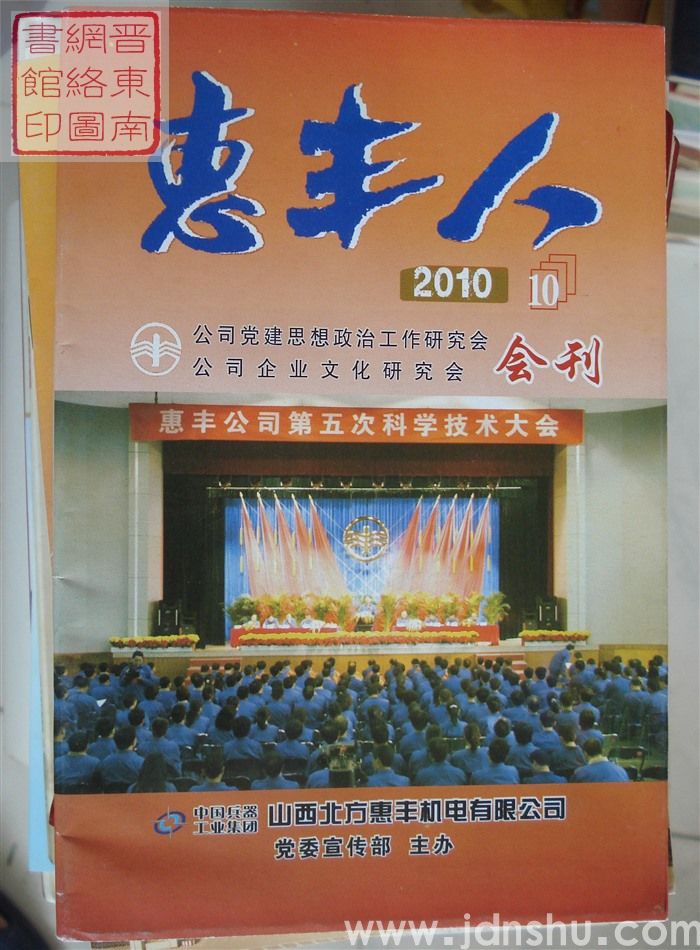 晋東南
網絡圖
書館印
惠丰人
2010 10
公司党建思想政治工作研究会
公司企业文化研究会
会刊
惠丰公司第五次科学技术大会
中国兵器
工业集团
山西北方惠丰机电有限公司
党委宣传部 主办
www.jdnshu.com